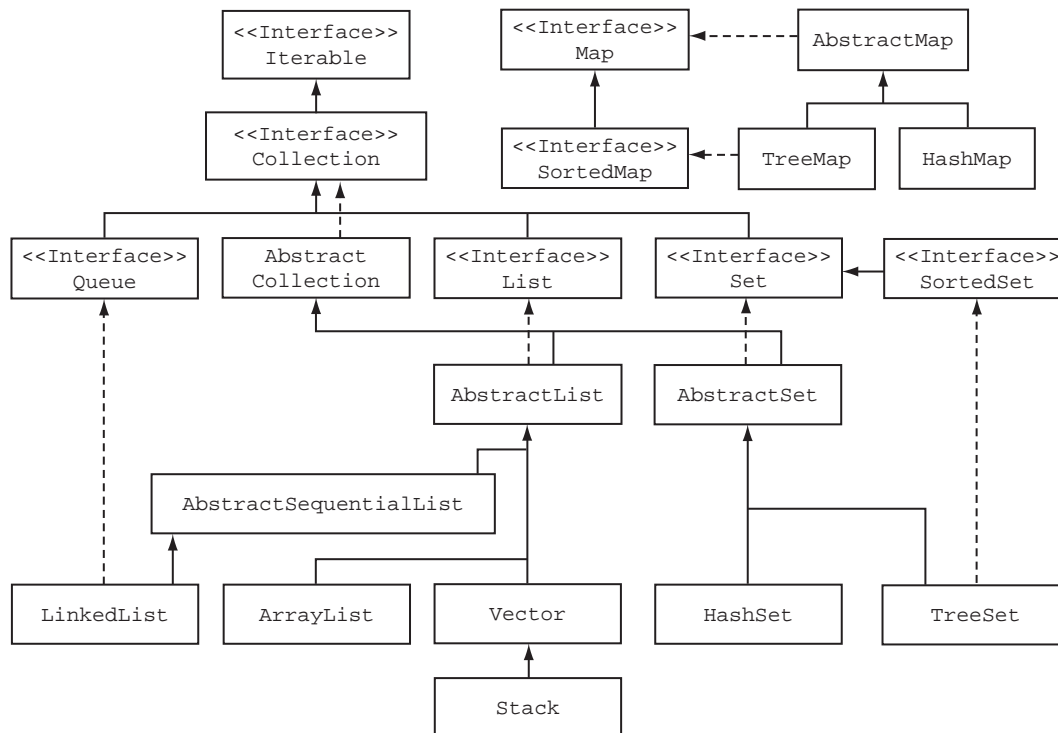 <<Interface>>
Iterable
<<Interface>>
Map
AbstractMap
<<Interface>>
Collection
<<Interface>>
SortedMap
TreeMap
HashMap
<<Interface>>
Queue
Abstract
Collection
<<Interface>>
List
<<Interface>>
Set
<<Interface>>
SortedSet
AbstractList
AbstractSet
AbstractSequentialList
LinkedList
ArrayList
Vector
HashSet
TreeSet
Stack